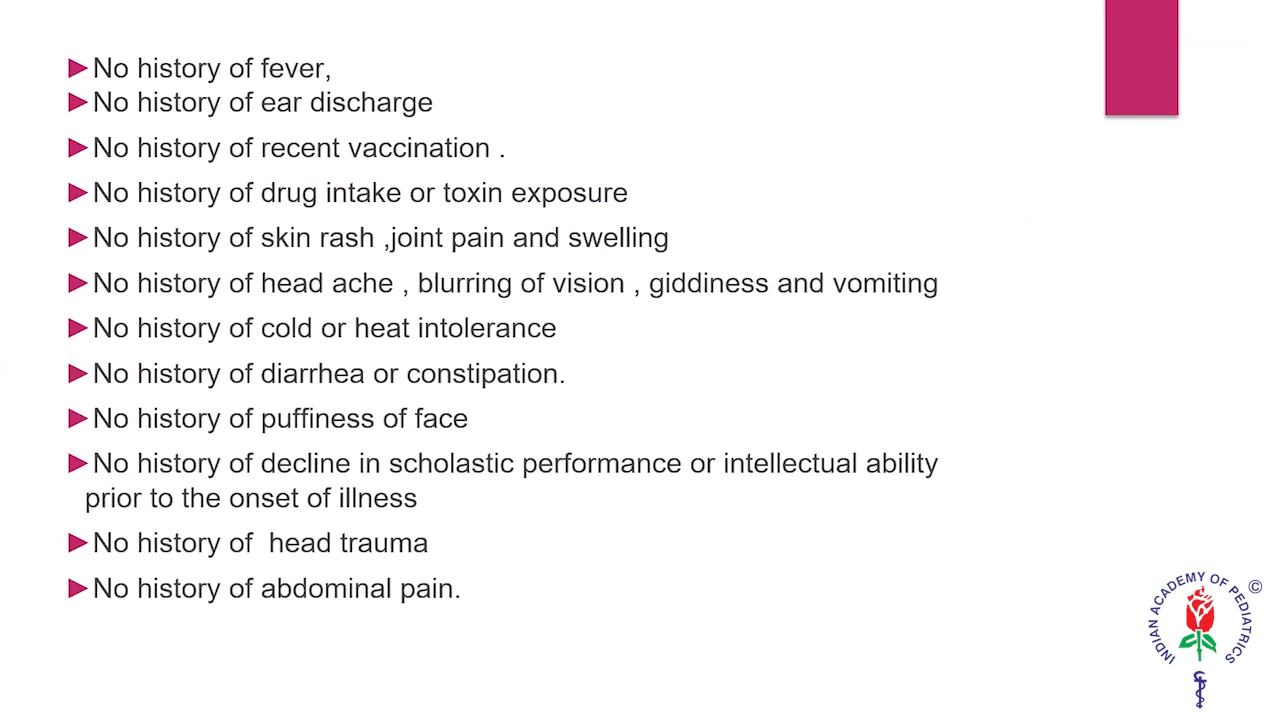 ►No history of fever,
►No history of ear discharge
►No history of recent vaccination .
►No history of drug intake or toxin exposure
►No history of skin rash ,joint pain and swelling
►No history of head ache , blurring of vision , giddiness and vomiting
►No history of cold or heat intolerance
►No history of diarrhea or constipation.
►No history of puffiness of face
►No history of decline in scholastic performance or intellectual ability
prior to the onset of illness
►No history of  head trauma
►No history of abdominal pain.
INDIAN ACADEMY OF PEDIATRICS ©